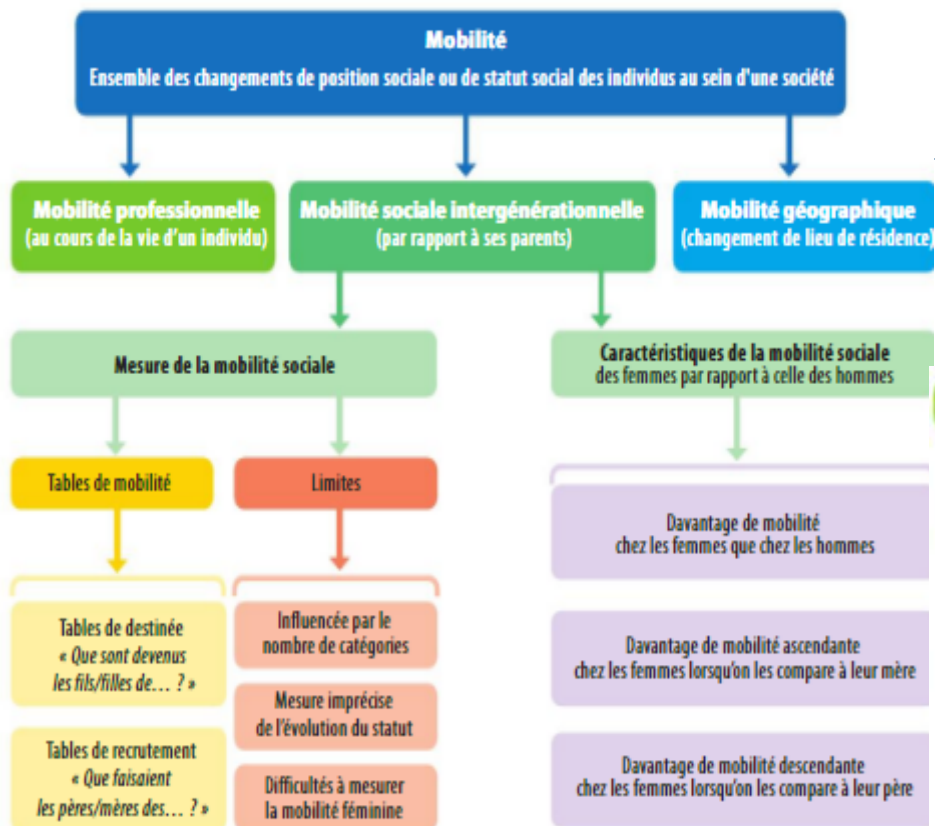 Mobilité
Ensemble des changements de position sociale ou de statut social des individus au sein d'une société
Mobilité professionnelle
(au cours de la vie d'un individu)
Mobilité sociale intergénérationnelle
(par rapport à ses parents)
Mobilité géographique
(changement de lieu de résidence)
Mesure de la mobilité sociale
Caractéristiques de la mobilité sociale
des femmes par rapport à celle des hommes
Tables de mobilité
Limites
Tables de destinée
« Que sont devenus
les fils/filles de... ? »
Tables de recrutement
« Que faisaient
les pères/mères des... ? »
Influencée par le
nombre de catégories
Mesure imprécise
de l'évolution du statut
Difficultés à mesurer
la mobilité féminine
Davantage de mobilité
chez les femmes que chez les hommes
Davantage de mobilité ascendante
chez les femmes lorsqu'on les compare à leur mère
Davantage de mobilité descendante
chez les femmes lorsqu'on les compare à leur père